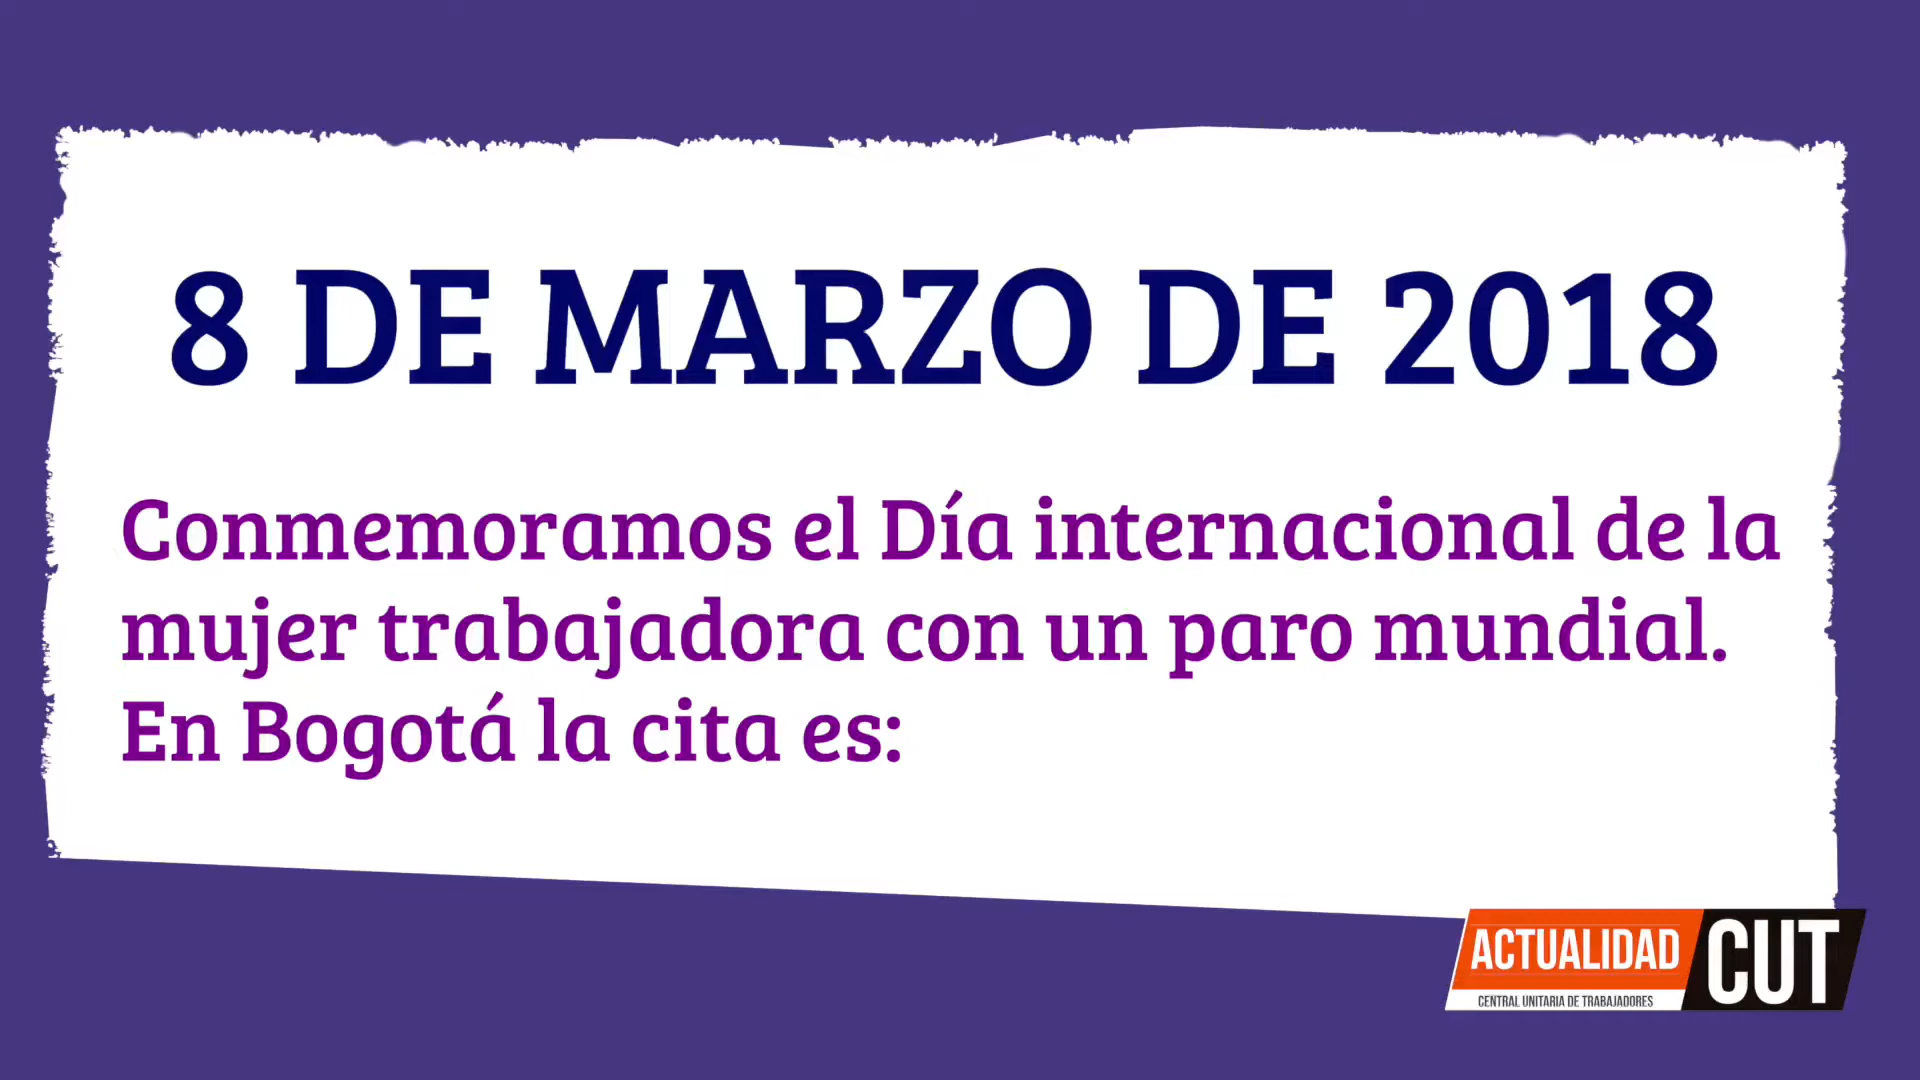 8 DE MARZO DE 2018
Conmemoramos el Día internacional de la
mujer trabajadora con un paro mundial.
En Bogotá la cita es:
ACTUALIDAD CUT
CENTRAL UNITARIA DE TRABAJADORES